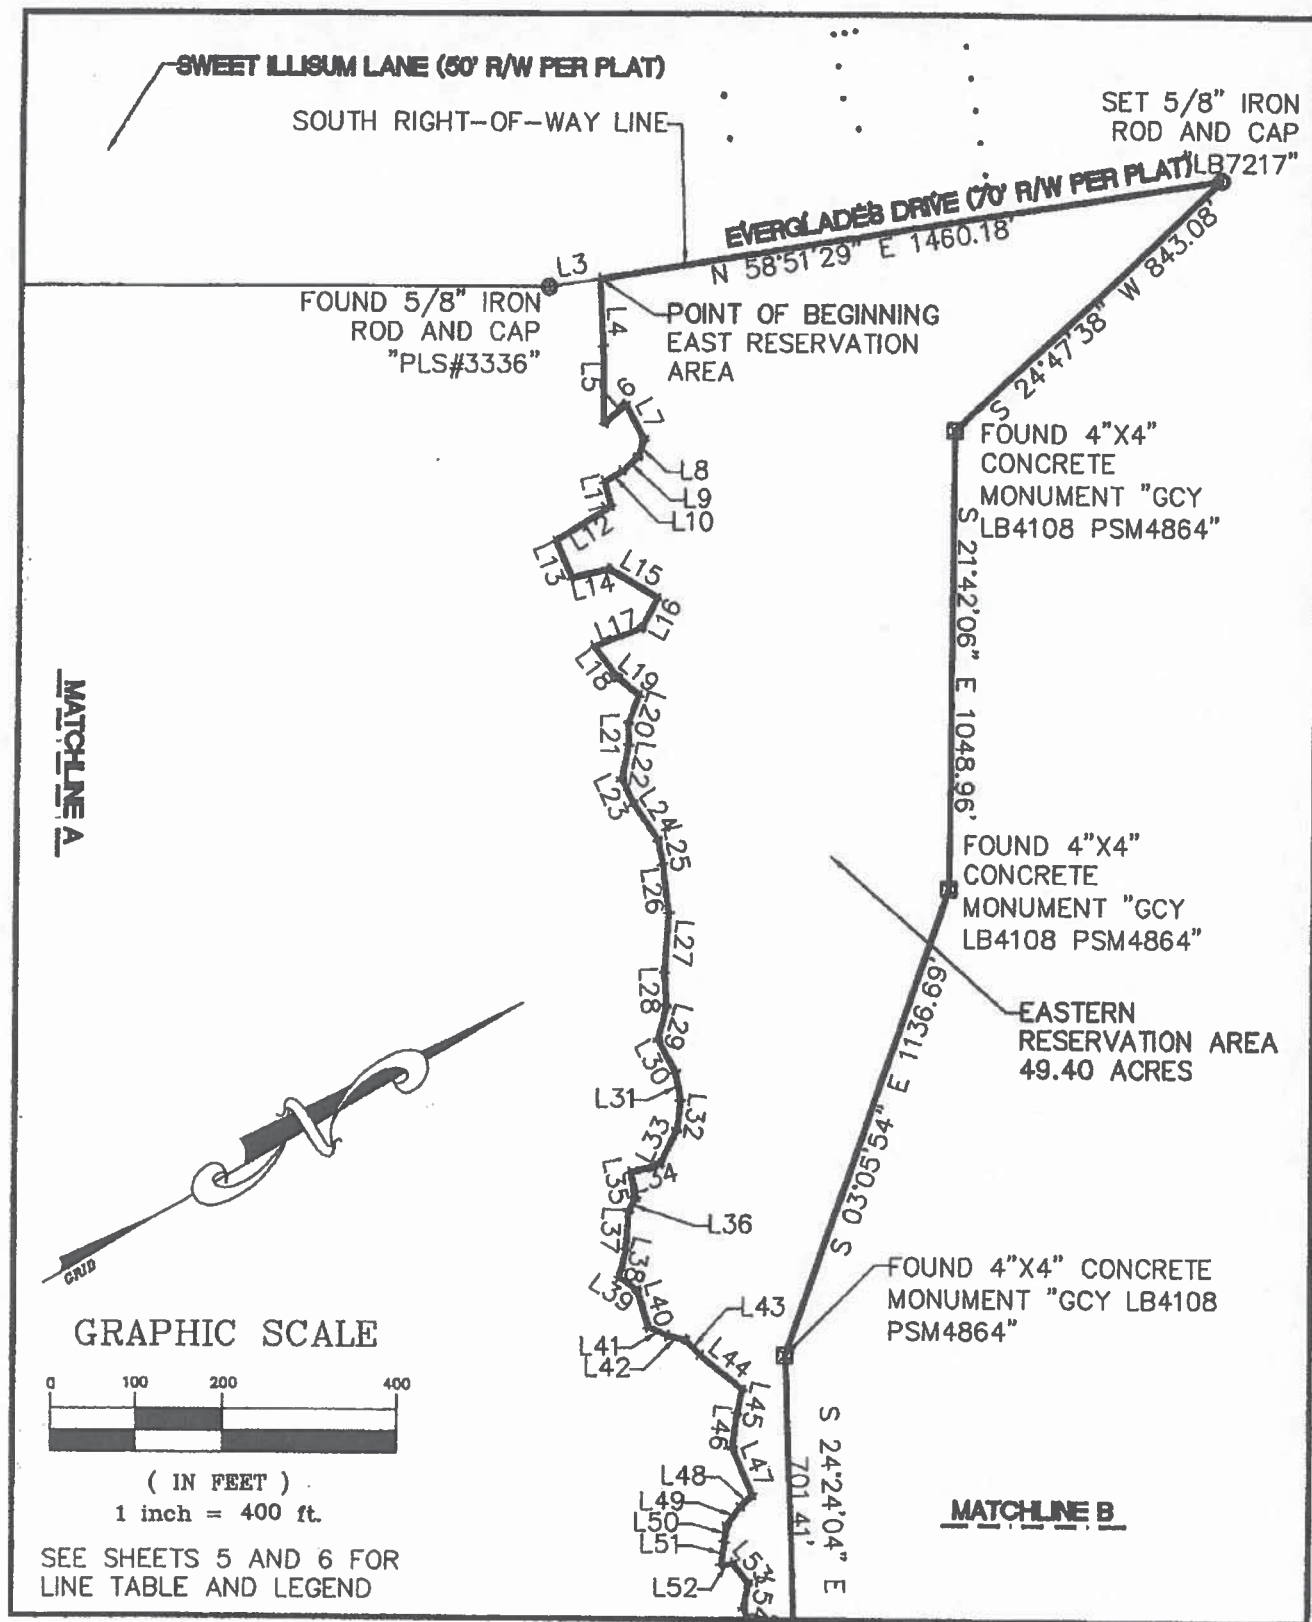 SWEET ILLISUM LANE (50' R/W PER PLAT)
SOUTH RIGHT-OF-WAY LINE
SET 5/8" IRON
ROD AND CAP
"LB7217"
EVERGLADES DRIVE (70' R/W PER PLAT)
N 58°51'29" E 1460.18'
S 24°47'38" W 843.08'
L3
FOUND 5/8" IRON
ROD AND CAP
"PLS#3336"
POINT OF BEGINNING
EAST RESERVATION
AREA
L4
L5
6
L7
L8
L9
L10
L11
L12
L13
L14
L15
L16
L17
L18
L19
L20
L21
L22
L23
L24
L25
L26
L27
L28
L29
L30
L31
L32
L33
L34
L35
L36
L37
L38
L39
L40
L41
L42
L43
L44
L45
L46
L47
L48
L49
L50
L51
L52
L53
L54
FOUND 4"X4"
CONCRETE
MONUMENT "GCY
LB4108 PSM4864"
S 21°42'06" E 1048.96'
FOUND 4"X4"
CONCRETE
MONUMENT "GCY
LB4108 PSM4864"
S 03°05'54" E 1136.69'
EASTERN
RESERVATION AREA
49.40 ACRES
FOUND 4"X4" CONCRETE
MONUMENT "GCY LB4108
PSM4864"
S 24°24'04" E
701.41'
MATCHLINE A
MATCHLINE B
GRID
GRAPHIC SCALE
0 100 200 400
( IN FEET )
1 inch = 400 ft.
SEE SHEETS 5 AND 6 FOR
LINE TABLE AND LEGEND